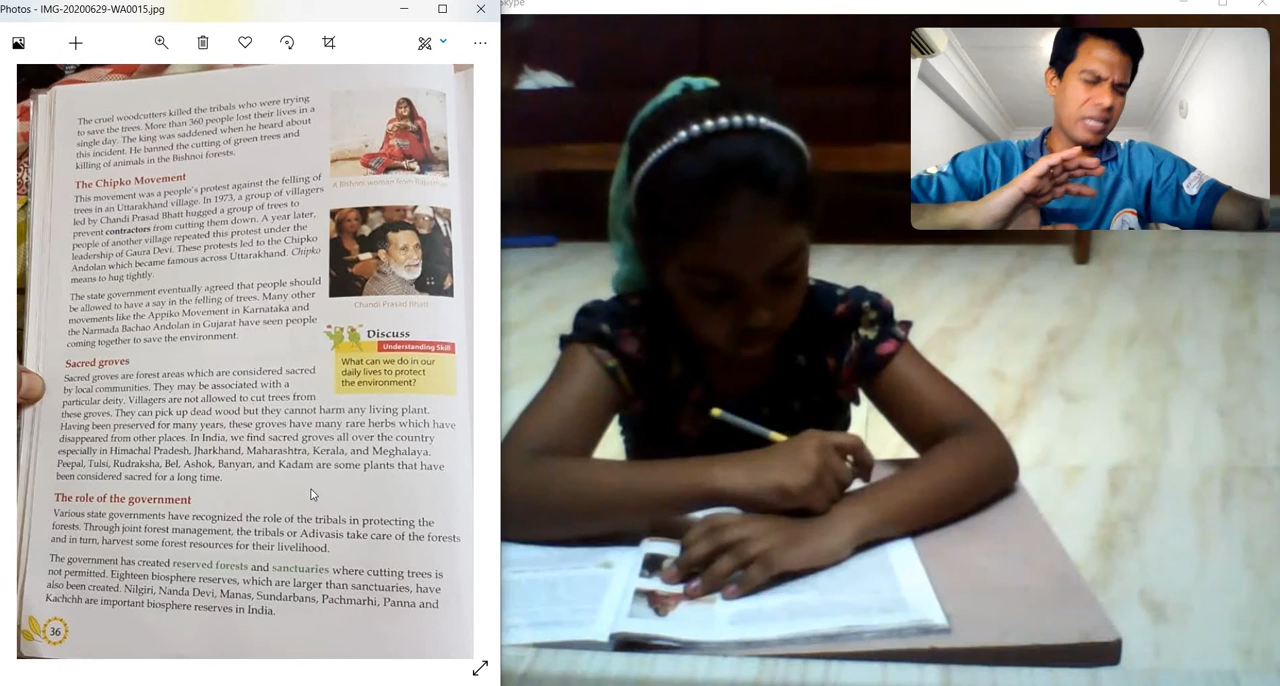 Photos - IMG-20200629-WA0015.jpg
Skype
The cruel woodcutters killed the tribals who were trying
to save the trees. More than 360 people lost their lives in a
single day. The king was saddened when he heard about
this incident. He banned the cutting of green trees and
killing of animals in the Bishnoi forests.
A Bishnoi woman from Rajasthan
The Chipko Movement
This movement was a people's protest against the felling of
trees in an Uttarakhand village. In 1973, a group of villagers
led by Chandi Prasad Bhatt hugged a group of trees to
prevent contractors from cutting them down. A year later,
people of another village repeated this protest under the
leadership of Gaura Devi. These protests led to the Chipko
Andolan which became famous across Uttarakhand. Chipko
means to hug tightly.
Chandi Prasad Bhatt
The state government eventually agreed that people should
be allowed to have a say in the felling of trees. Many other
movements like the Appiko Movement in Karnataka and
the Narmada Bachao Andolan in Gujarat have seen people
coming together to save the environment.
Discuss
Understanding Skill
What can we do in our
daily lives to protect
the environment?
Sacred groves
Sacred groves are forest areas which are considered sacred
by local communities. They may be associated with a
particular deity. Villagers are not allowed to cut trees from
these groves. They can pick up dead wood but they cannot harm any living plant.
Having been preserved for many years, these groves have many rare herbs which have
disappeared from other places. In India, we find sacred groves all over the country
especially in Himachal Pradesh, Jharkhand, Maharashtra, Kerala, and Meghalaya.
Peepal, Tulsi, Rudraksha, Bel, Ashok, Banyan, and Kadam are some plants that have
been considered sacred for a long time.
The role of the government
Various state governments have recognized the role of the tribals in protecting the
forests. Through joint forest management, the tribals or Adivasis take care of the forests
and in turn, harvest some forest resources for their livelihood.
The government has created reserved forests and sanctuaries where cutting trees is
not permitted. Eighteen biosphere reserves, which are larger than sanctuaries, have
also been created. Nilgiri, Nanda Devi, Manas, Sundarbans, Pachmarhi, Panna and
Kachchh are important biosphere reserves in India.
36